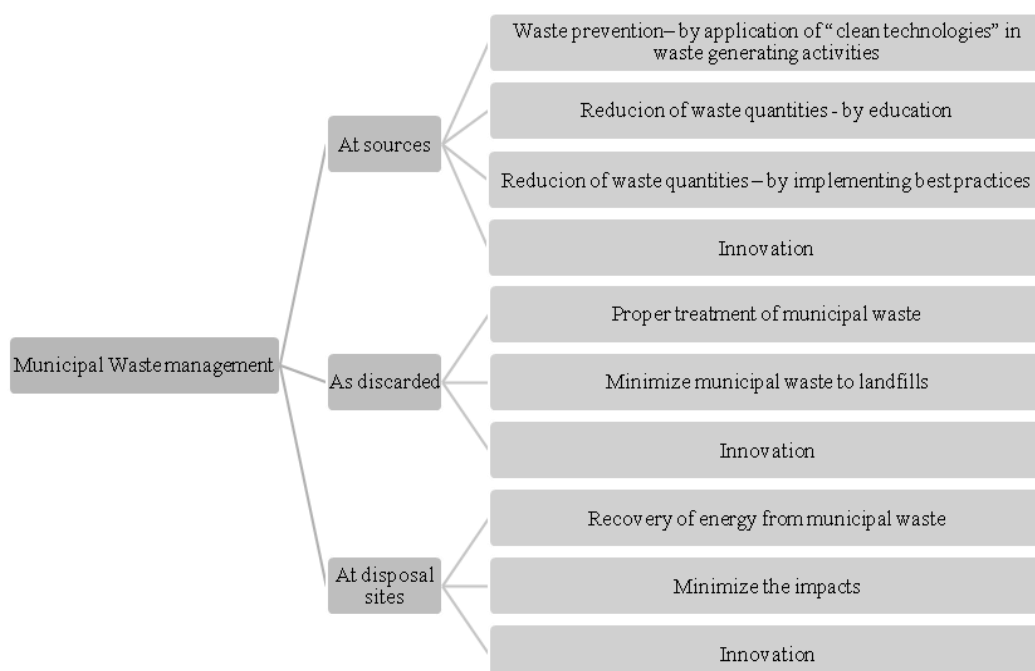 Waste prevention– by application of “clean technologies” in
waste generating activities
Reducion of waste quantities - by education
At sources
Reducion of waste quantities – by implementing best practices
Innovation
Proper treatment of municipal waste
Municipal Waste management
As discarded
Minimize municipal waste to landfills
Innovation
Recovery of energy from municipal waste
At disposal
sites
Minimize the impacts
Innovation